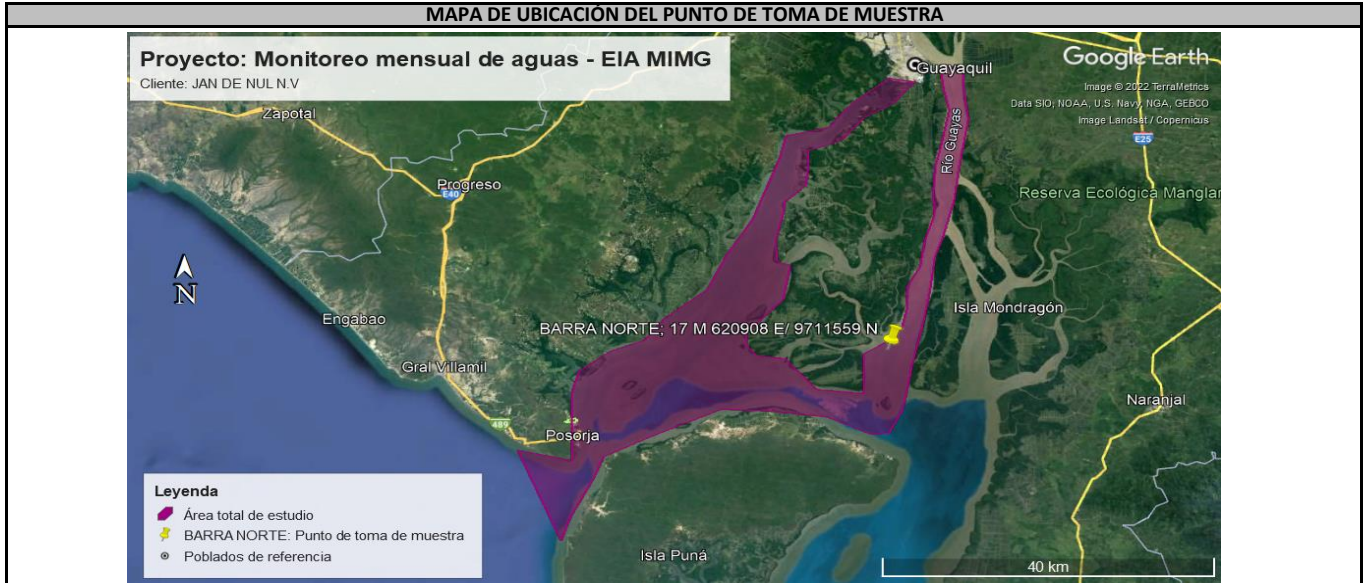 MAPA DE UBICACIÓN DEL PUNTO DE TOMA DE MUESTRA
Proyecto: Monitoreo mensual de aguas - EIA MIMG
Cliente: JAN DE NUL N.V
Google Earth
Image © 2022 TerraMetrics
Data SIO, NOAA, U.S. Navy, NGA, GEBCO
Image Landsat / Copernicus
Guayaquil
Zapotal
E25
Río Guayas
Progreso
E40
Reserva Ecológica Manglar
N
Engabao
Isla Mondragón
BARRA NORTE; 17 M 620908 E/ 9711559 N
Gral Villamil
Naranjal
489
Posorja
Leyenda
Área total de estudio
BARRA NORTE: Punto de toma de muestra
Poblados de referencia
Isla Puná
40 km